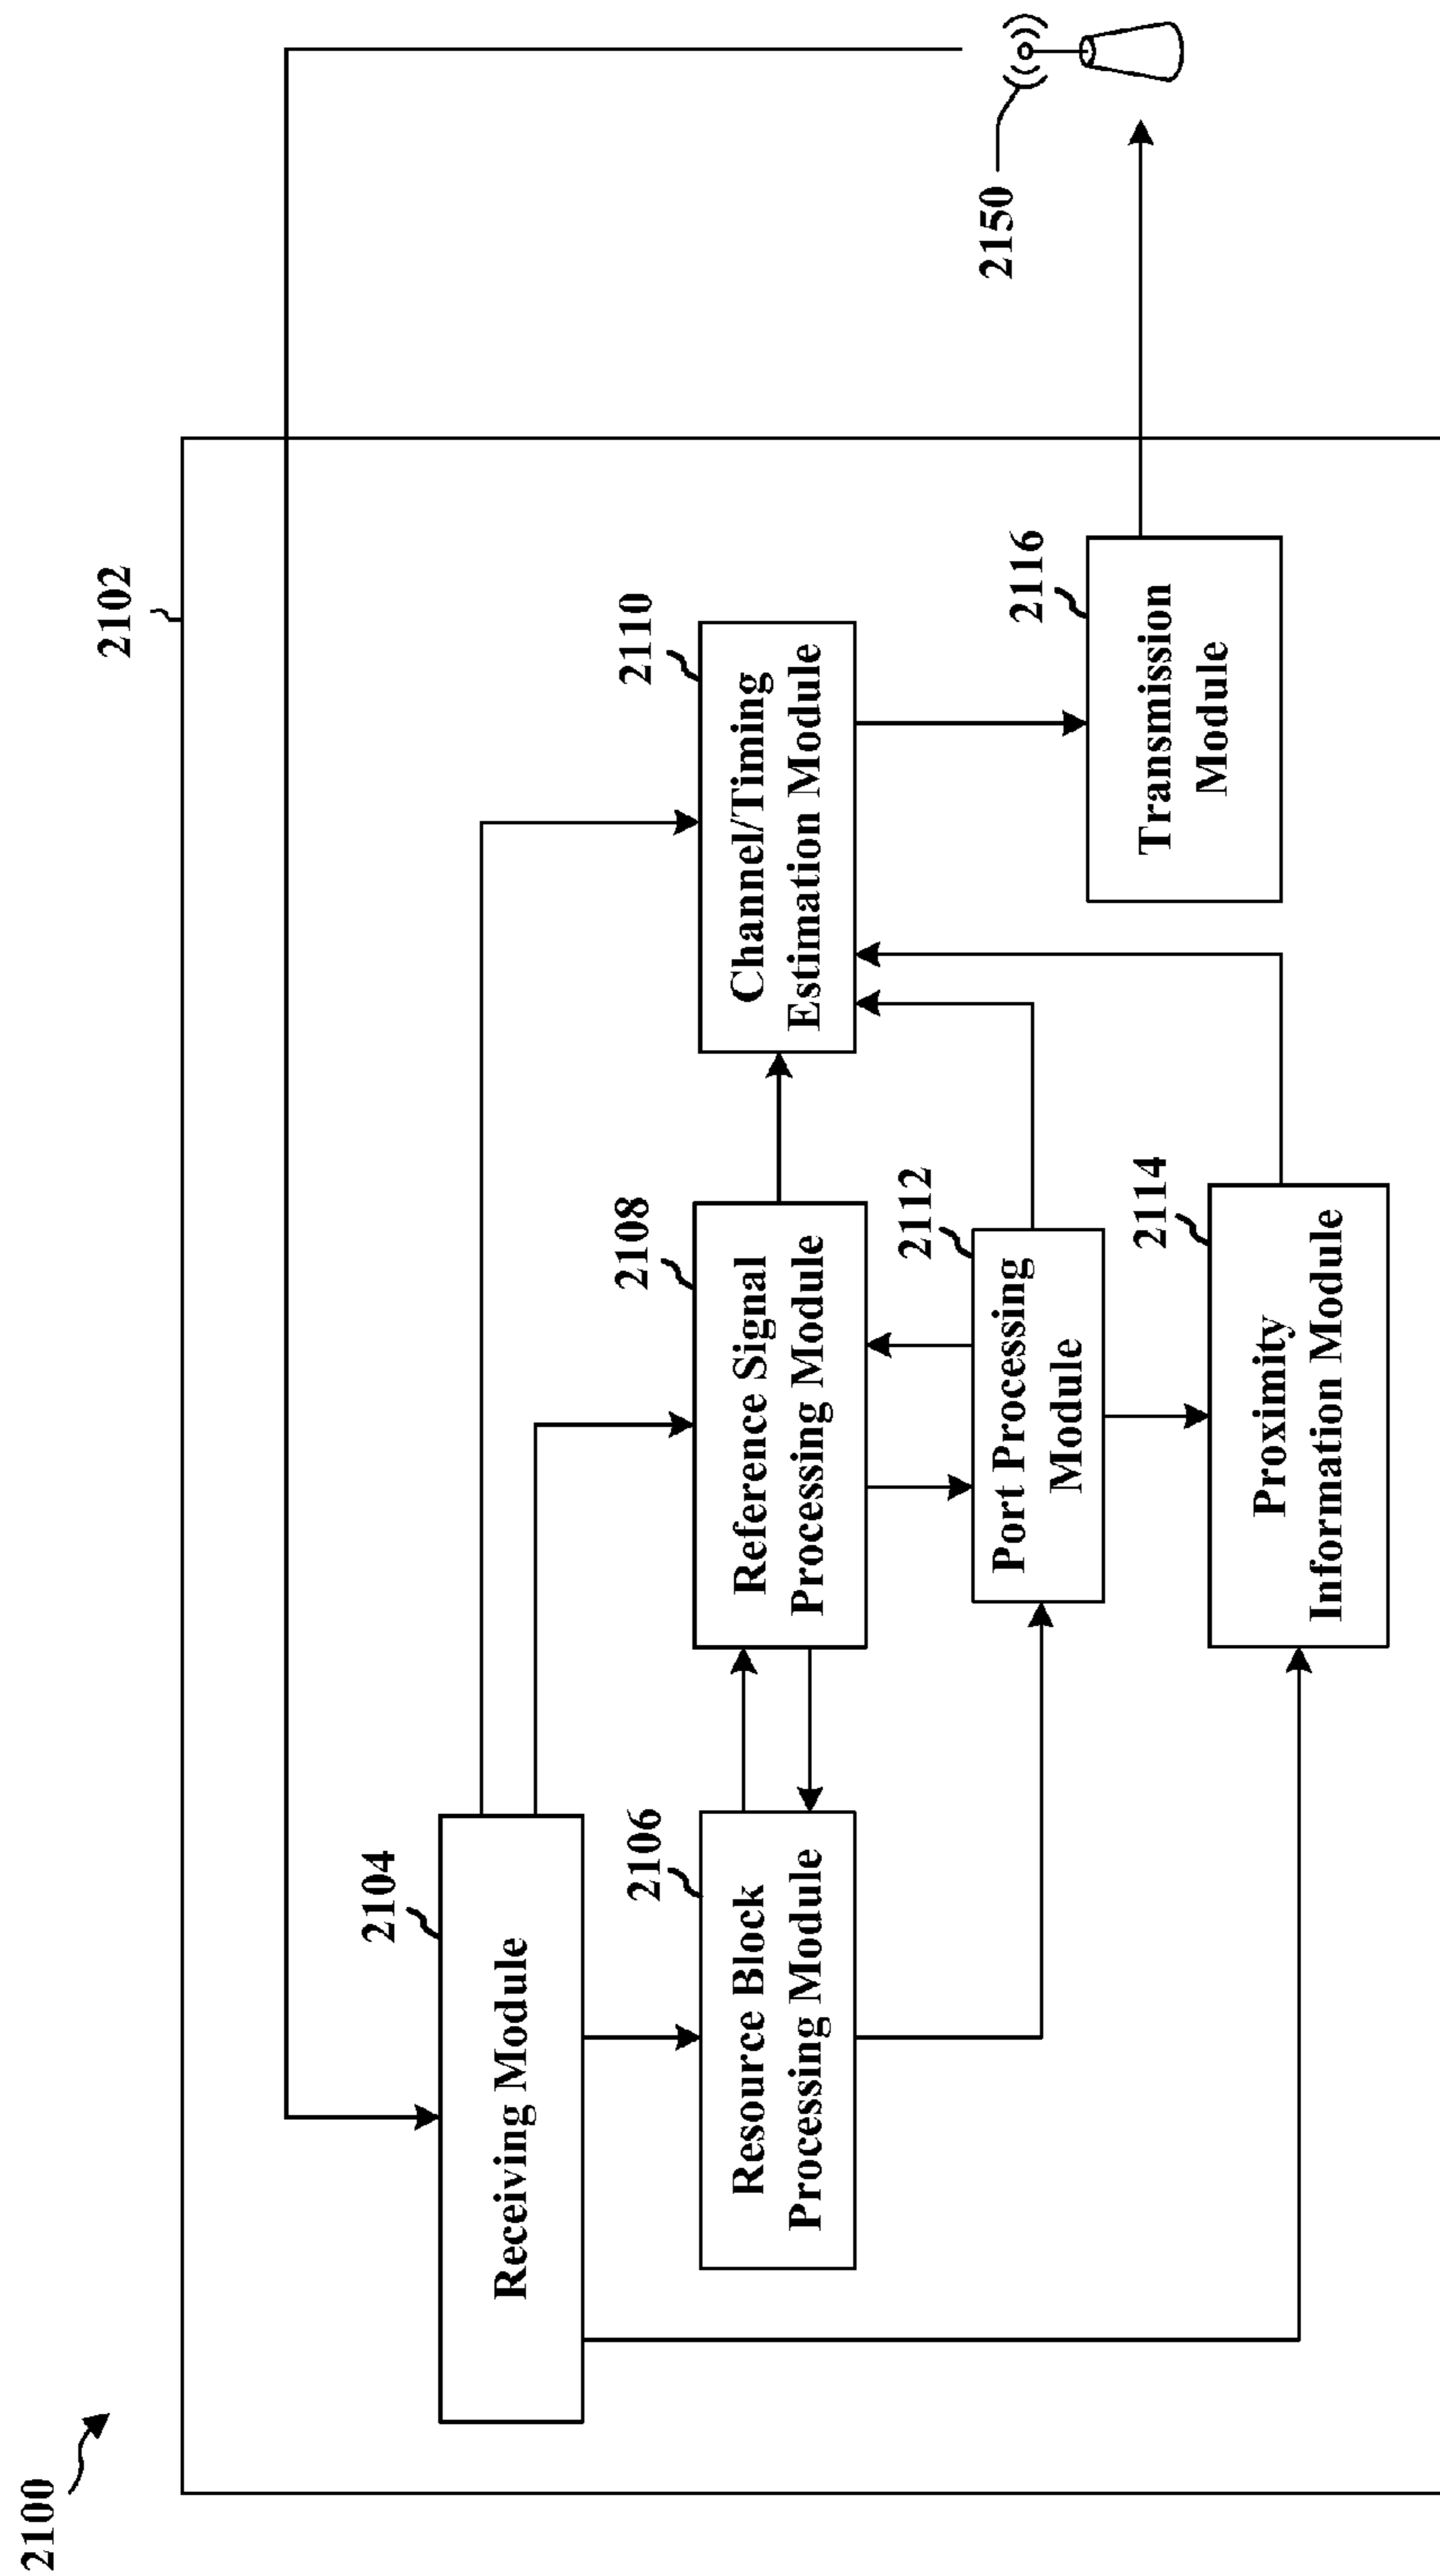 2100
2102
2104
Receiving Module
2106
Resource Block
Processing Module
2108
Reference Signal
Processing Module
2110
Channel/Timing
Estimation Module
2112
Port Processing
Module
2114
Proximity
Information Module
2116
Transmission
Module
2150